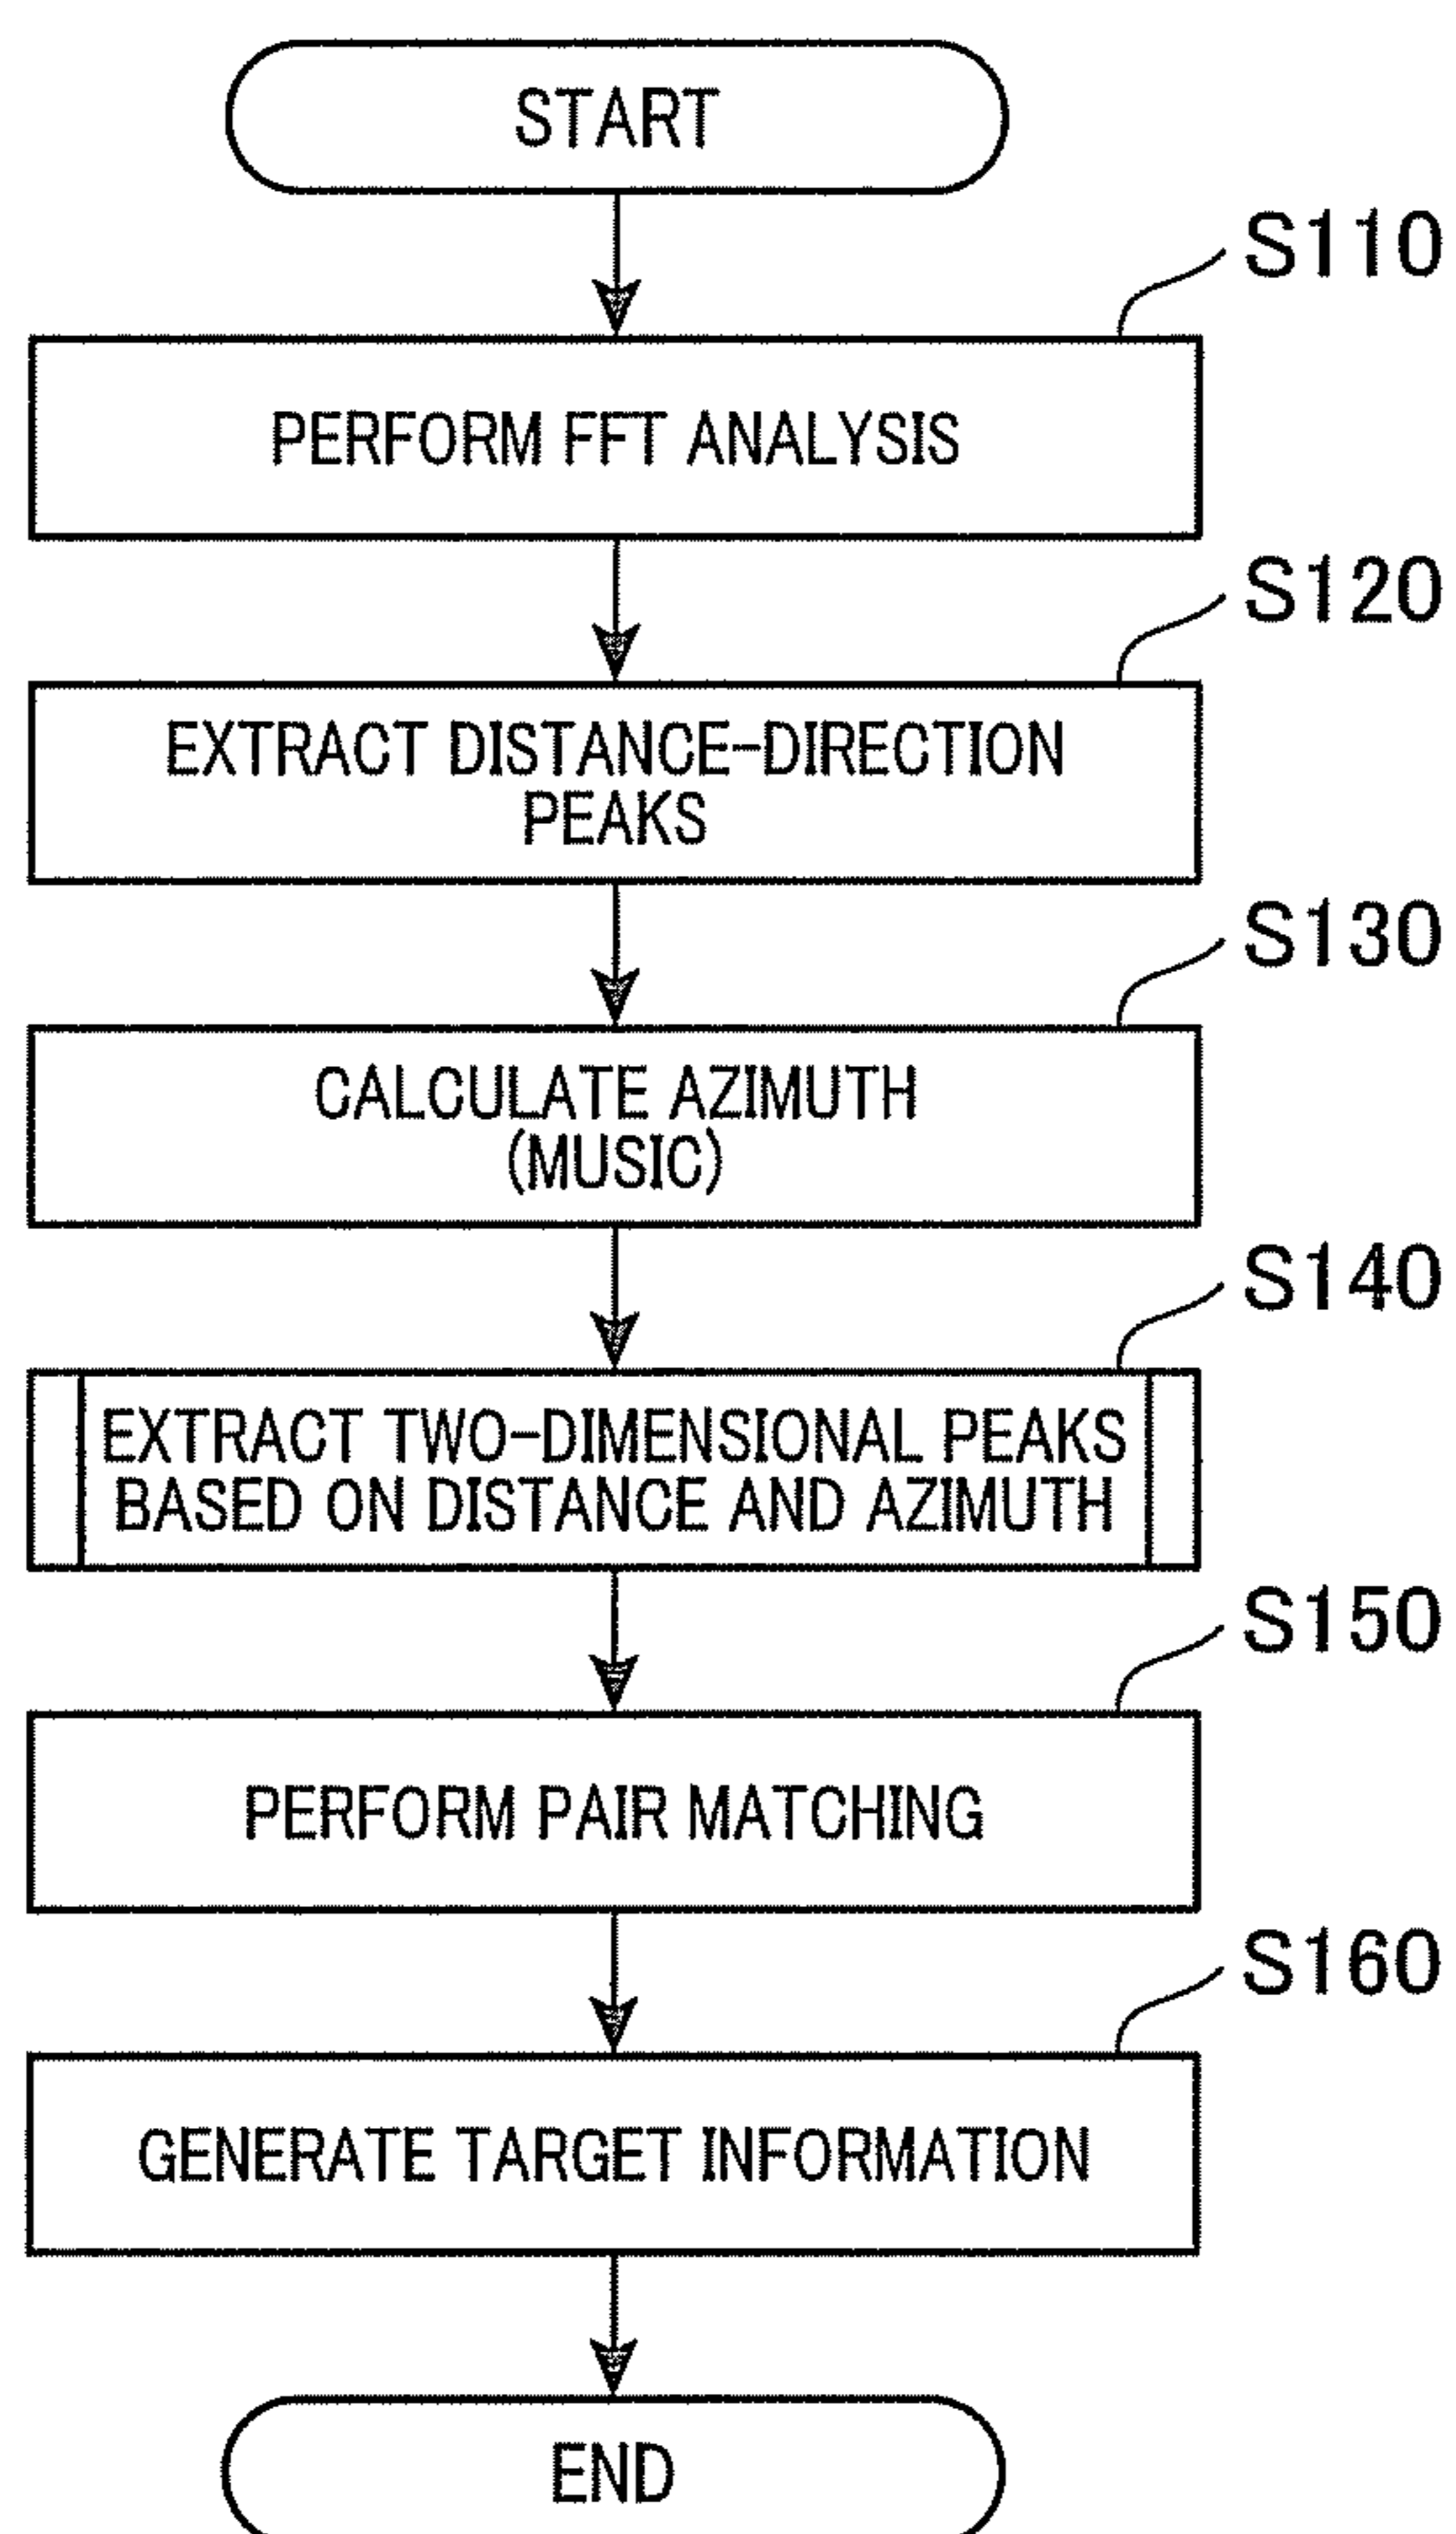 START
S110
PERFORM FFT ANALYSIS
S120
EXTRACT DISTANCE-DIRECTION
PEAKS
S130
CALCULATE AZIMUTH
(MUSIC)
S140
EXTRACT TWO-DIMENSIONAL PEAKS
BASED ON DISTANCE AND AZIMUTH
S150
PERFORM PAIR MATCHING
S160
GENERATE TARGET INFORMATION
END